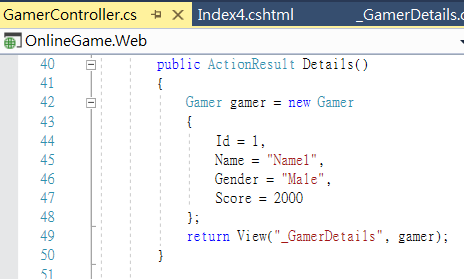 GamerController.cs Index4.cshtml _GamerDetails.c
OnlineGame.Web
40 public ActionResult Details()
41 {
42 Gamer gamer = new Gamer
43 {
44 Id = 1,
45 Name = "Name1",
46 Gender = "Male",
47 Score = 2000
48 };
49 return View("_GamerDetails", gamer);
50 }
51